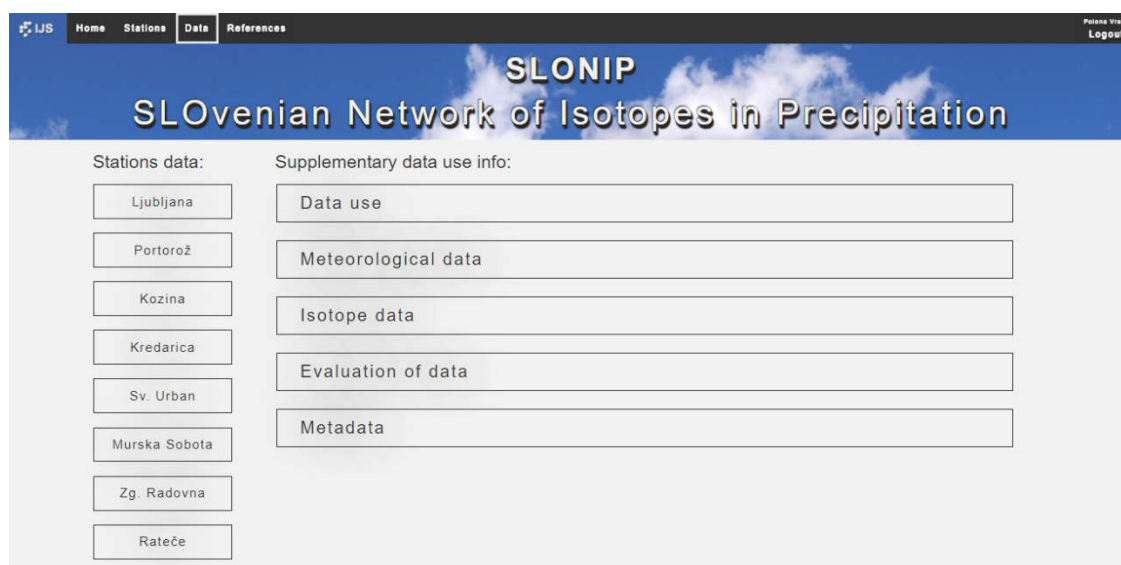 IJS Home Stations Data References
Polona Vre
Logout
SLONIP
SLOvenian Network of Isotopes in Precipitation
Stations data:
Ljubljana
Portorož
Kozina
Kredarica
Sv. Urban
Murska Sobota
Zg. Radovna
Rateče
Supplementary data use info:
Data use
Meteorological data
Isotope data
Evaluation of data
Metadata